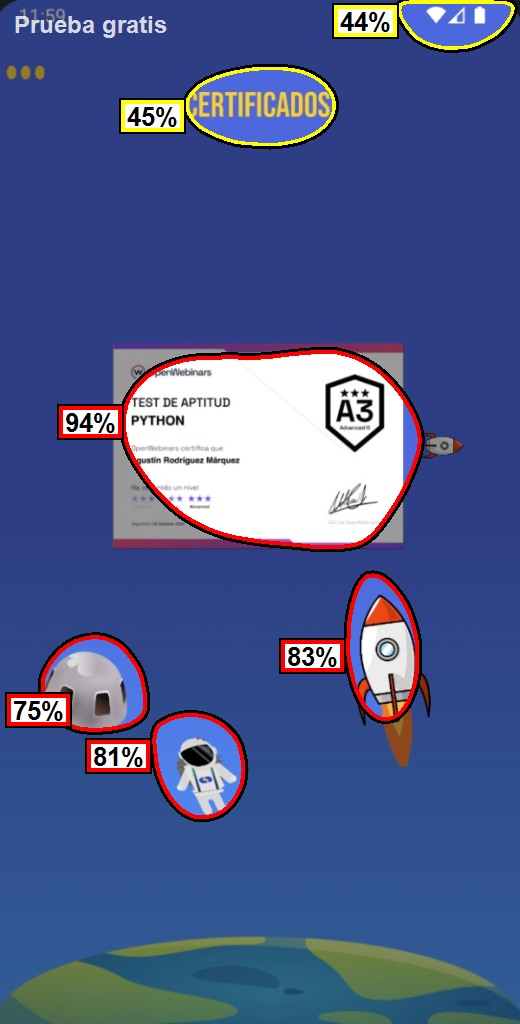 11:59
Prueba gratis
44%
45%
CERTIFICADOS
OpenWebinars
TEST DE APTITUD
PYTHON
A3
Advanced II
94%
OpenWebinars certifica que
Agustín Rodríguez Márquez
Ha obtenido un nivel
Advanced
83%
75%
81%